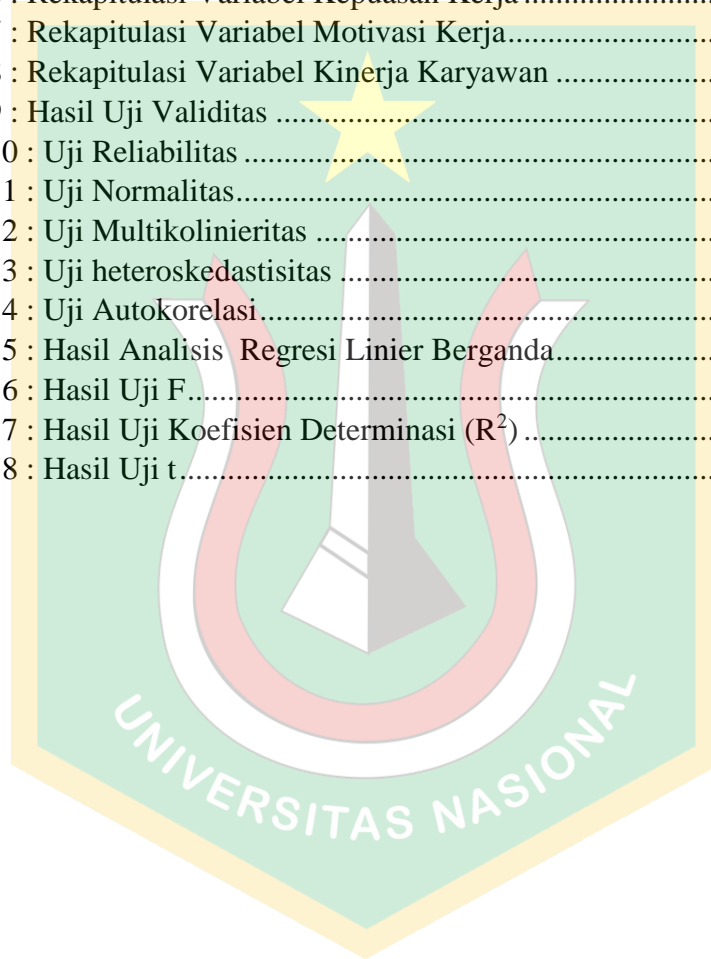 : Rekapitulasi Variabel Kepuasan Kerja ............................
7 : Rekapitulasi Variabel Motivasi Kerja............................
: Rekapitulasi Variabel Kinerja Karyawan ......................
9 : Hasil Uji Validitas ............................................................
0 : Uji Reliabilitas .................................................................
1 : Uji Normalitas..................................................................
2 : Uji Multikolinieritas .......................................................
3 : Uji heteroskedastisitas ....................................................
4 : Uji Autokorelasi...............................................................
5 : Hasil Analisis  Regresi Linier Berganda......................
6 : Hasil Uji F........................................................................
7 : Hasil Uji Koefisien Determinasi (R²) ..........................
8 : Hasil Uji t.........................................................................
UNIVERSITAS NASIONAL